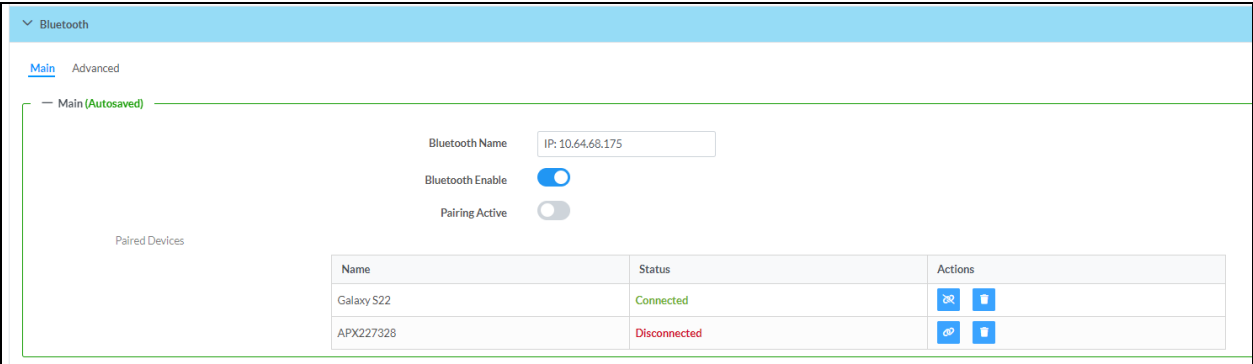 Bluetooth
Main Advanced
Main (Autosaved)
Bluetooth Name IP: 10.64.68.175
Bluetooth Enable
Pairing Active
Paired Devices
Name Status Actions
Galaxy S22 Connected
APX227328 Disconnected